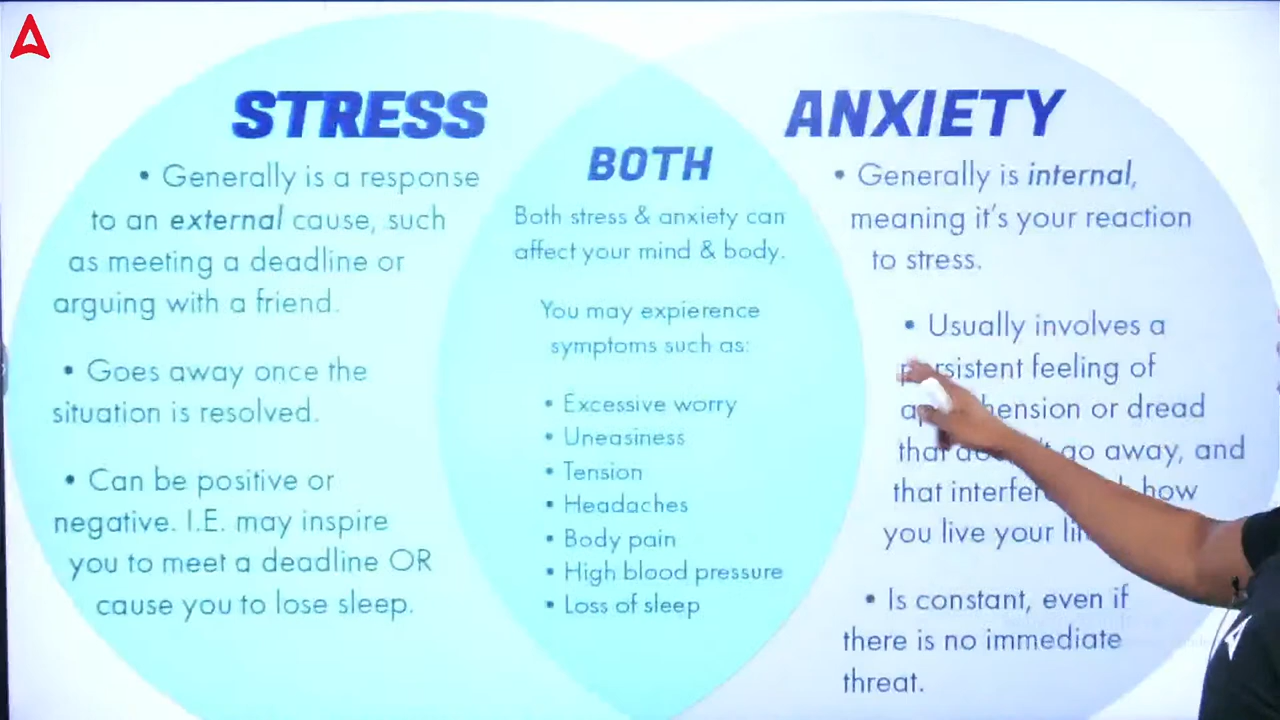 STRESS
• Generally is a response
to an external cause, such
as meeting a deadline or
arguing with a friend.
• Goes away once the
situation is resolved.
• Can be positive or
negative. I.E. may inspire
you to meet a deadline OR
cause you to lose sleep.
BOTH
Both stress & anxiety can
affect your mind & body.
You may expierence
symptoms such as:
• Excessive worry
• Uneasiness
• Tension
• Headaches
• Body pain
• High blood pressure
• Loss of sleep
ANXIETY
• Generally is internal,
meaning it's your reaction
to stress.
• Usually involves a
persistent feeling of
or dread
that go away, and
that how
you live your
• Is constant, even if
there is no immediate
threat.